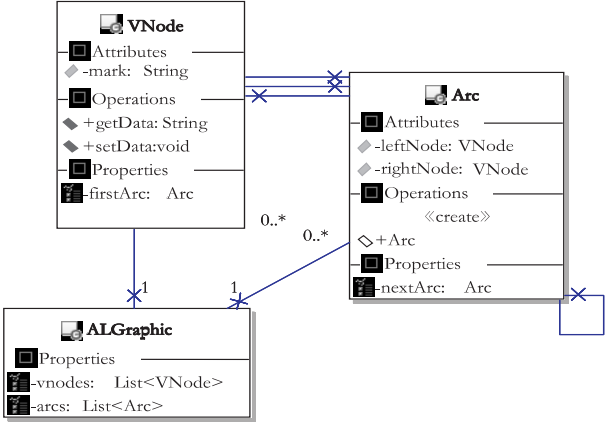 VNode
Attributes
-mark: String
Operations
+getData: String
+setData:void
Properties
-firstArc: Arc
Arc
Attributes
-leftNode: VNode
-rightNode: VNode
Operations
«create»
+Arc
Properties
-nextArc: Arc
0..*
0..*
1
1
ALGraphic
Properties
-vnodes: List<VNode>
-arcs: List<Arc>